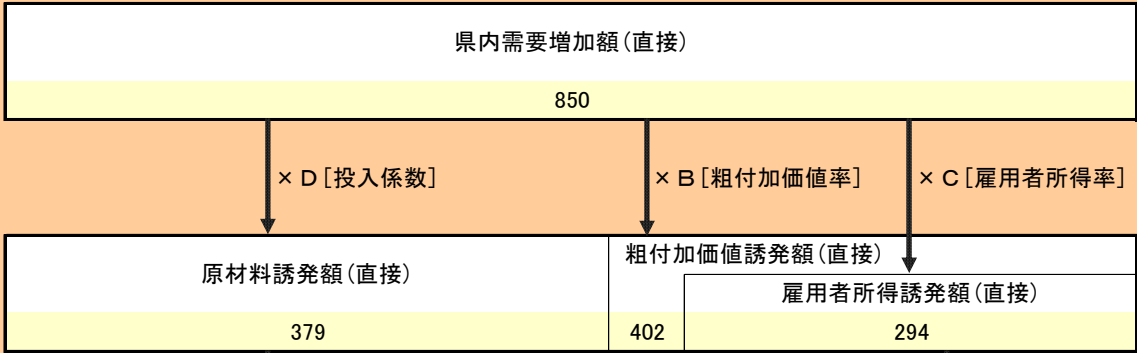 県内需要増加額(直接)
850
×D[投入係数]
×B[粗付加価値率]
×C[雇用者所得率]
原材料誘発額(直接)
粗付加価値誘発額(直接)
雇用者所得誘発額(直接)
379
402
294